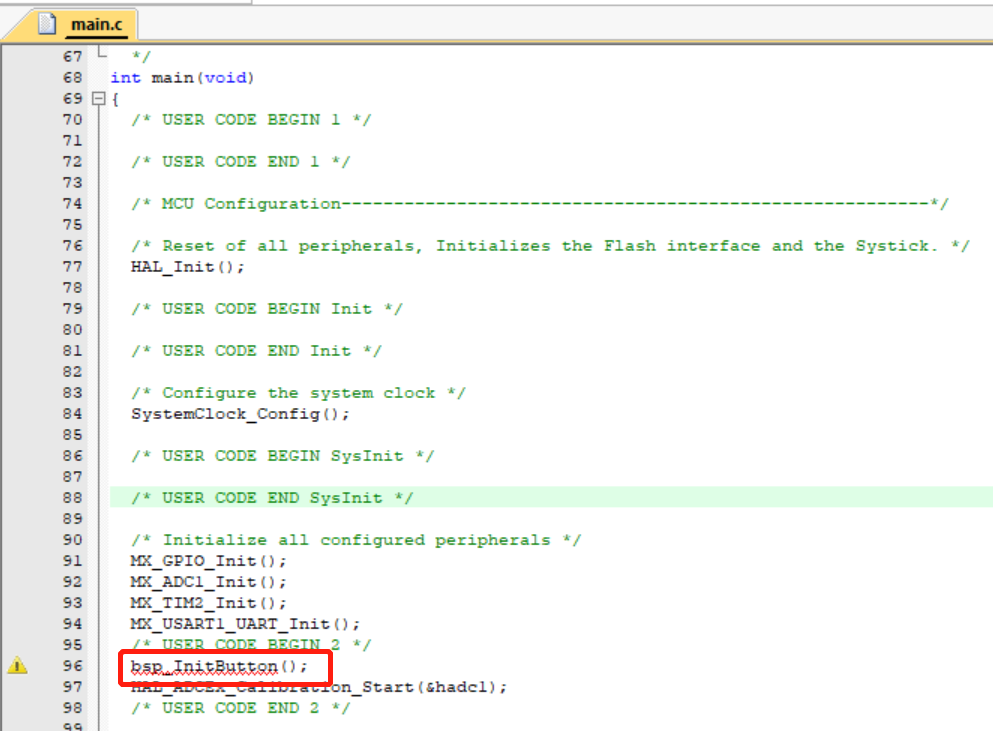 main.c
67 */
68 int main(void)
69 {
70 /* USER CODE BEGIN 1 */
71
72 /* USER CODE END 1 */
73
74 /* MCU Configuration--------------------------------------------------------*/
75
76 /* Reset of all peripherals, Initializes the Flash interface and the Systick. */
77 HAL_Init();
78
79 /* USER CODE BEGIN Init */
80
81 /* USER CODE END Init */
82
83 /* Configure the system clock */
84 SystemClock_Config();
85
86 /* USER CODE BEGIN SysInit */
87
88 /* USER CODE END SysInit */
89
90 /* Initialize all configured peripherals */
91 MX_GPIO_Init();
92 MX_ADC1_Init();
93 MX_TIM2_Init();
94 MX_USART1_UART_Init();
95 /* USER CODE BEGIN 2 */
96 bsp_InitButton();
97 HAL_ADCEx_Calibration_Start(&hadc1);
98 /* USER CODE END 2 */
99